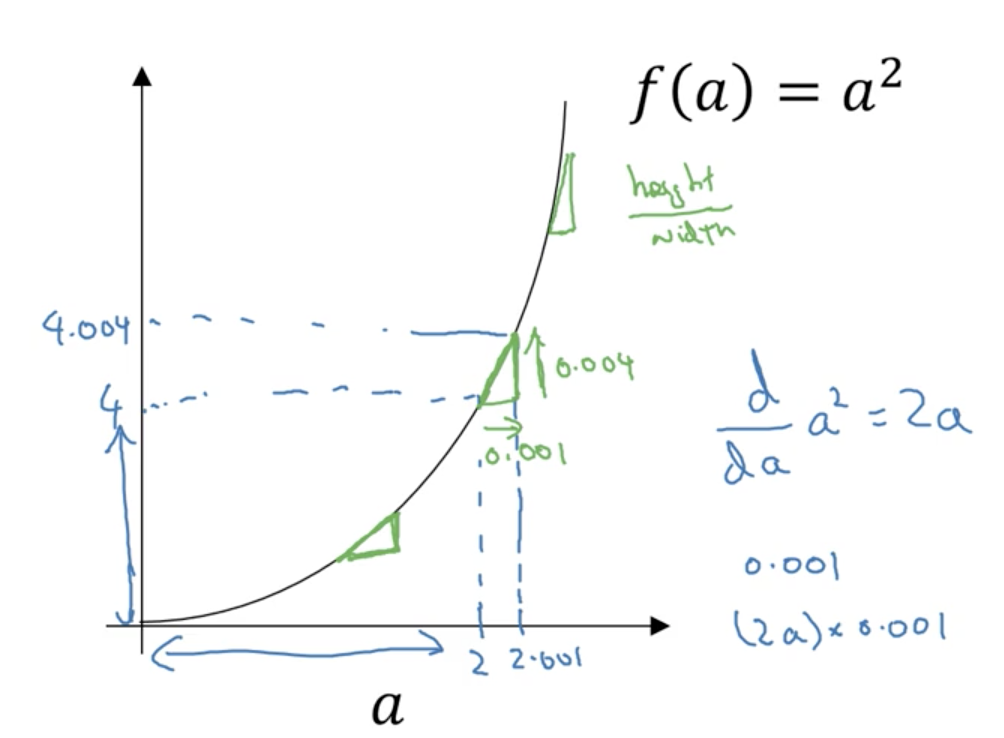 f(a) = a²
height
width
4.004
0.004
4
0.001
d/da a² = 2a
0.001
(2a) × 0.001
2 2.001
a